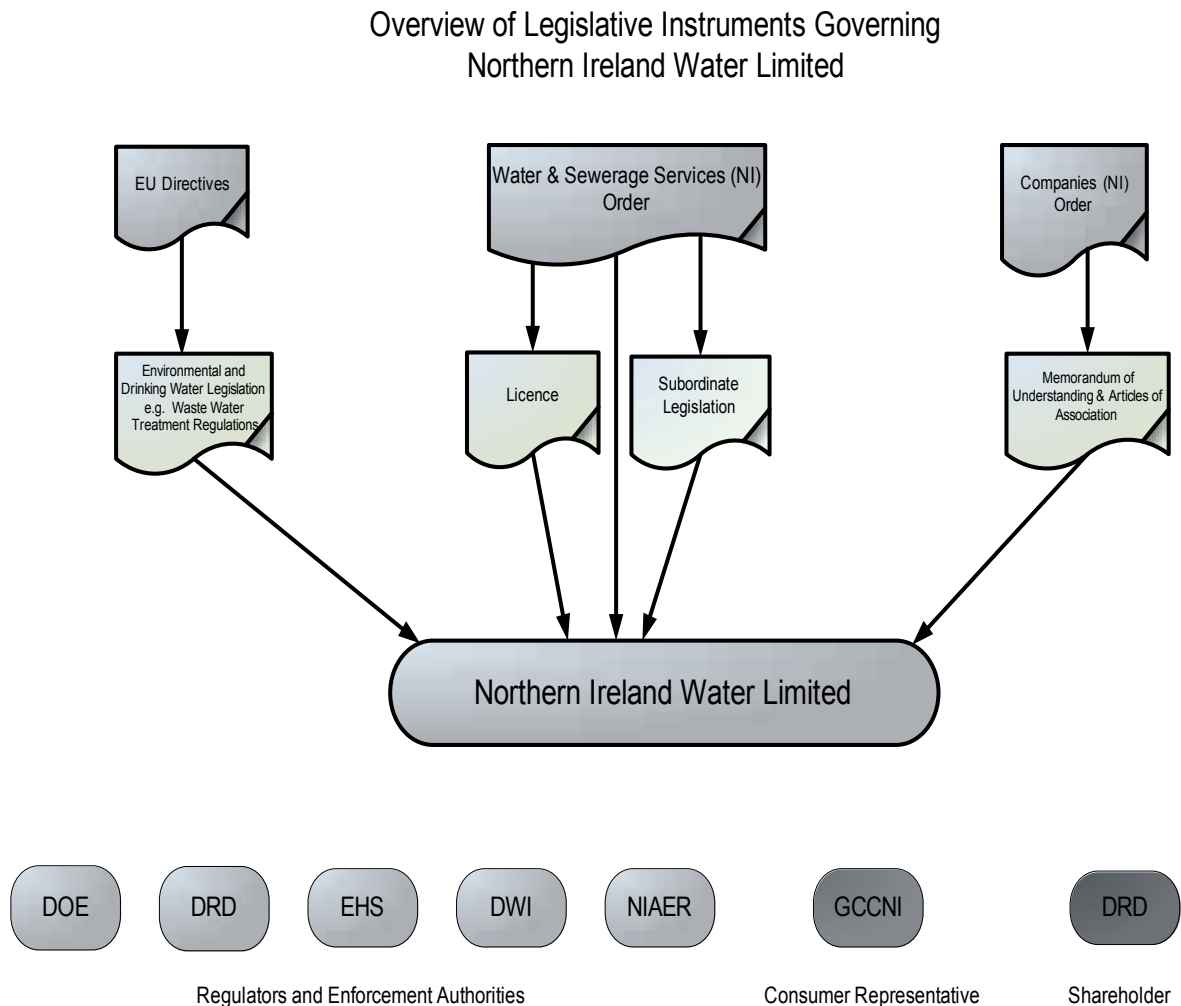 Overview of Legislative Instruments Governing
Northern Ireland Water Limited
EU Directives
Water & Sewerage Services (NI)
Order
Companies (NI)
Order
Environmental and
Drinking Water Legislation
e.g. Waste Water
Treatment Regulations
Licence
Subordinate
Legislation
Memorandum of
Understanding & Articles of
Association
Northern Ireland Water Limited
DOE
DRD
EHS
DWI
NIAER
GCCNI
DRD
Regulators and Enforcement Authorities
Consumer Representative
Shareholder